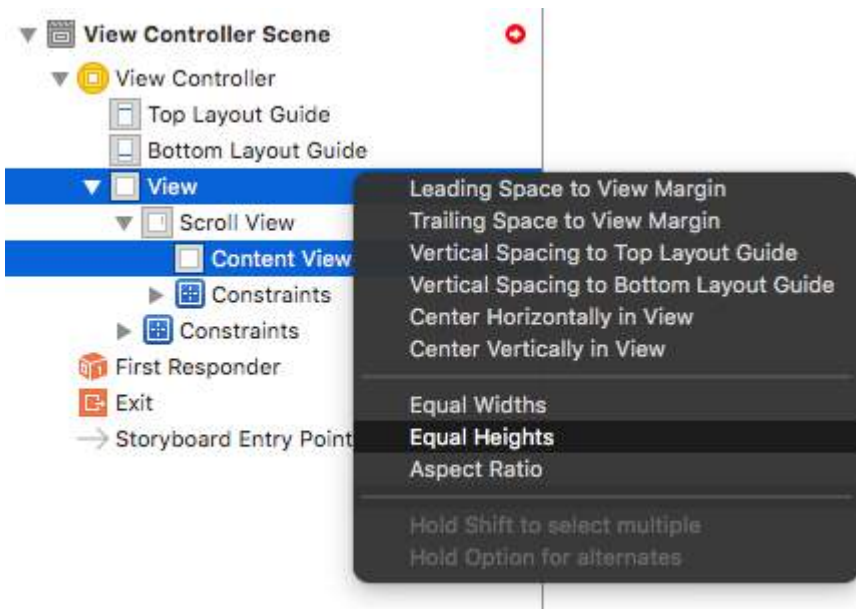 View Controller Scene
View Controller
Top Layout Guide
Bottom Layout Guide
View
Scroll View
Content View
Constraints
Constraints
First Responder
Exit
Storyboard Entry Point
Leading Space to View Margin
Trailing Space to View Margin
Vertical Spacing to Top Layout Guide
Vertical Spacing to Bottom Layout Guide
Center Horizontally in View
Center Vertically in View
Equal Widths
Equal Heights
Aspect Ratio
Hold Shift to select multiple
Hold Option for alternates